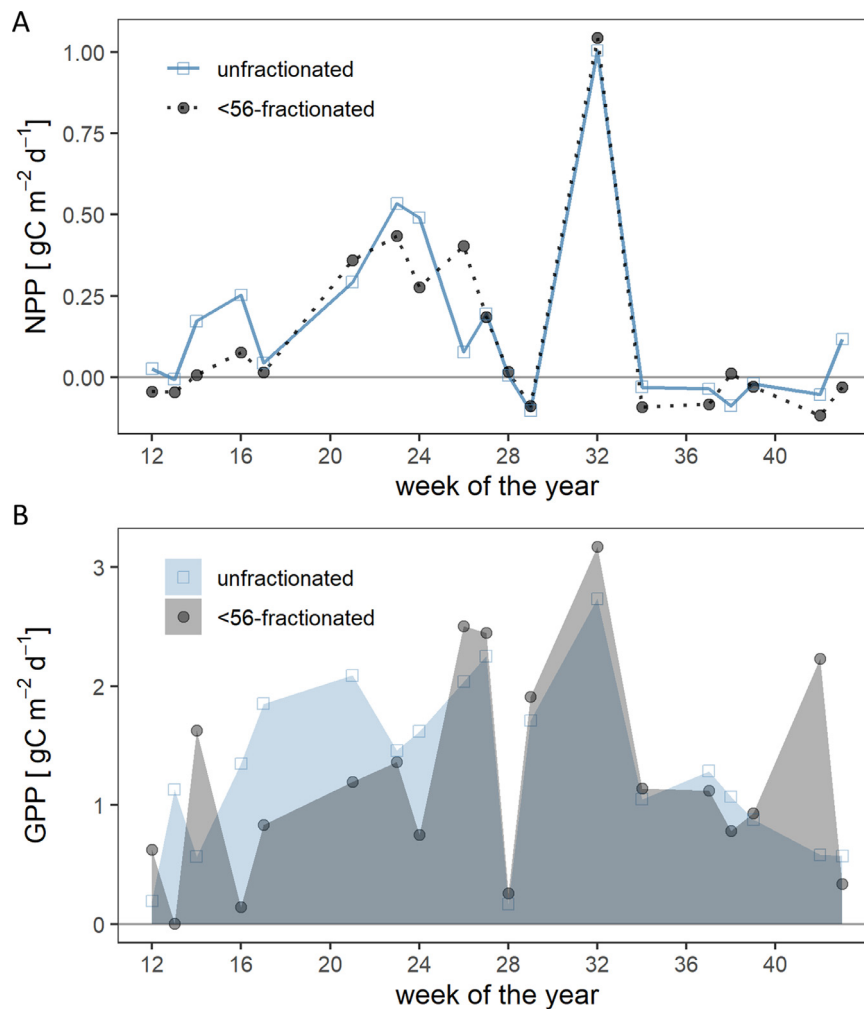 A
1.00
0.75
0.50
0.25
0.00
NPP [ gC m⁻² d⁻¹]
unfractionated
<56-fractionated
12 16 20 24 28 32 36 40
week of the year
B
3
2
1
0
GPP [ gC m⁻² d⁻¹]
unfractionated
<56-fractionated
12 16 20 24 28 32 36 40
week of the year